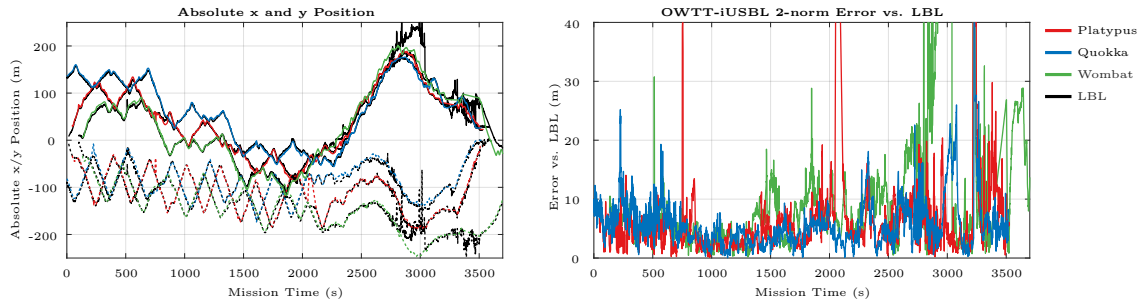 Absolute x and y Position
Absolute x/y Position (m)
200
100
0
-100
-200
0 500 1000 1500 2000 2500 3000 3500
Mission Time (s)
OWTT-iUSBL 2-norm Error vs. LBL
Error vs. LBL (m)
40
30
20
10
0
0 500 1000 1500 2000 2500 3000 3500
Mission Time (s)
Platypus
Quokka
Wombat
LBL